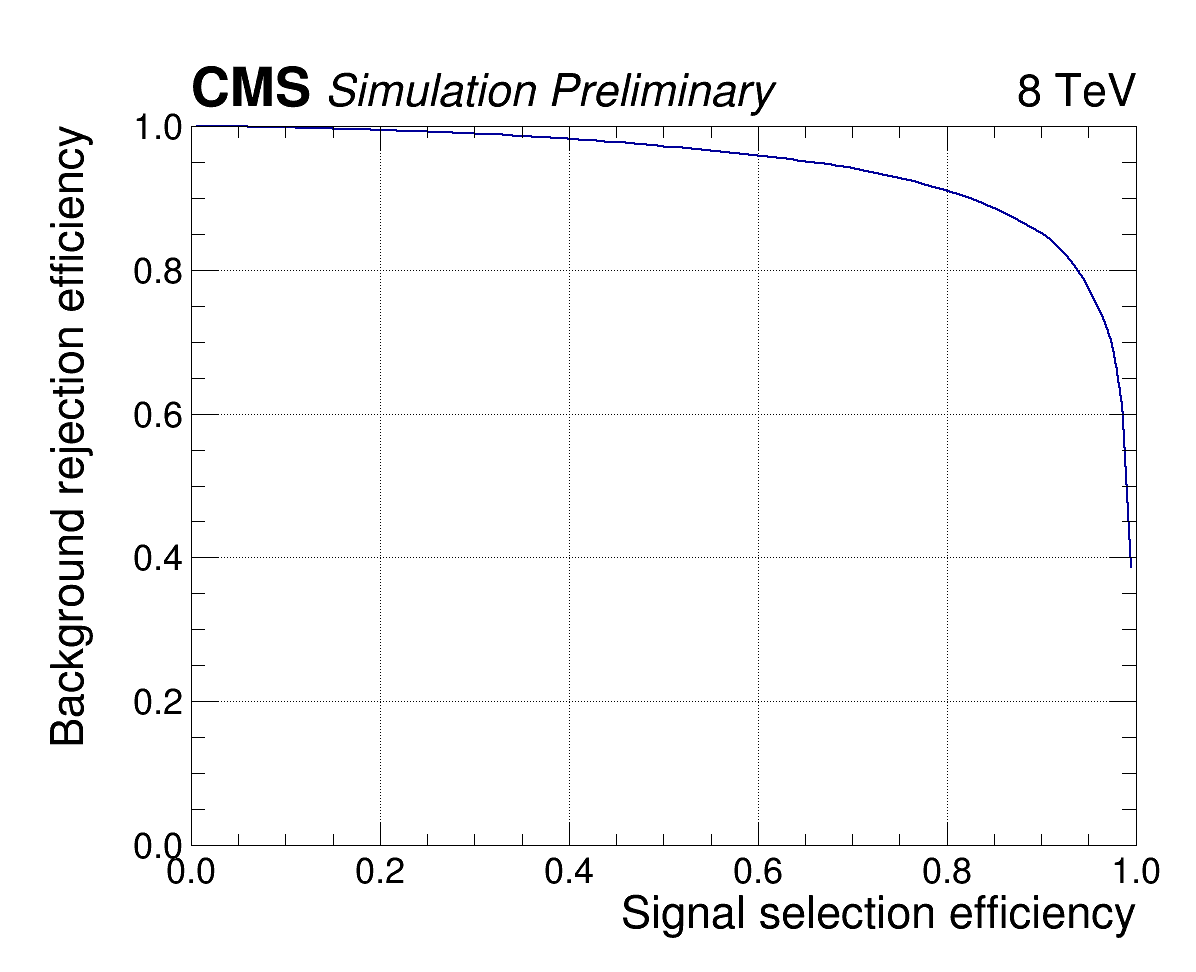 CMS Simulation Preliminary 8 TeV
Background rejection efficiency
1.0
0.8
0.6
0.4
0.2
0.0
0.0 0.2 0.4 0.6 0.8 1.0
Signal selection efficiency